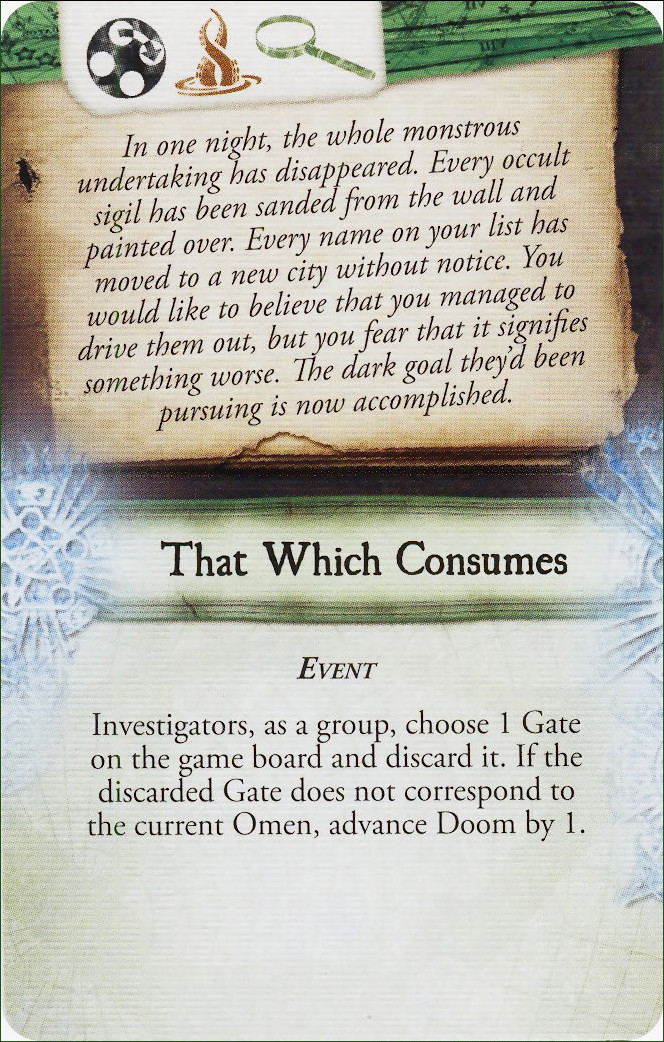 In one night, the whole monstrous
undertaking has disappeared. Every occult
sigil has been sanded from the wall and
painted over. Every name on your list has
moved to a new city without notice. You
would like to believe that you managed to
drive them out, but you fear that it signifies
something worse. The dark goal they'd been
pursuing is now accomplished.
That Which Consumes
Event
Investigators, as a group, choose 1 Gate
on the game board and discard it. If the
discarded Gate does not correspond to
the current Omen, advance Doom by 1.